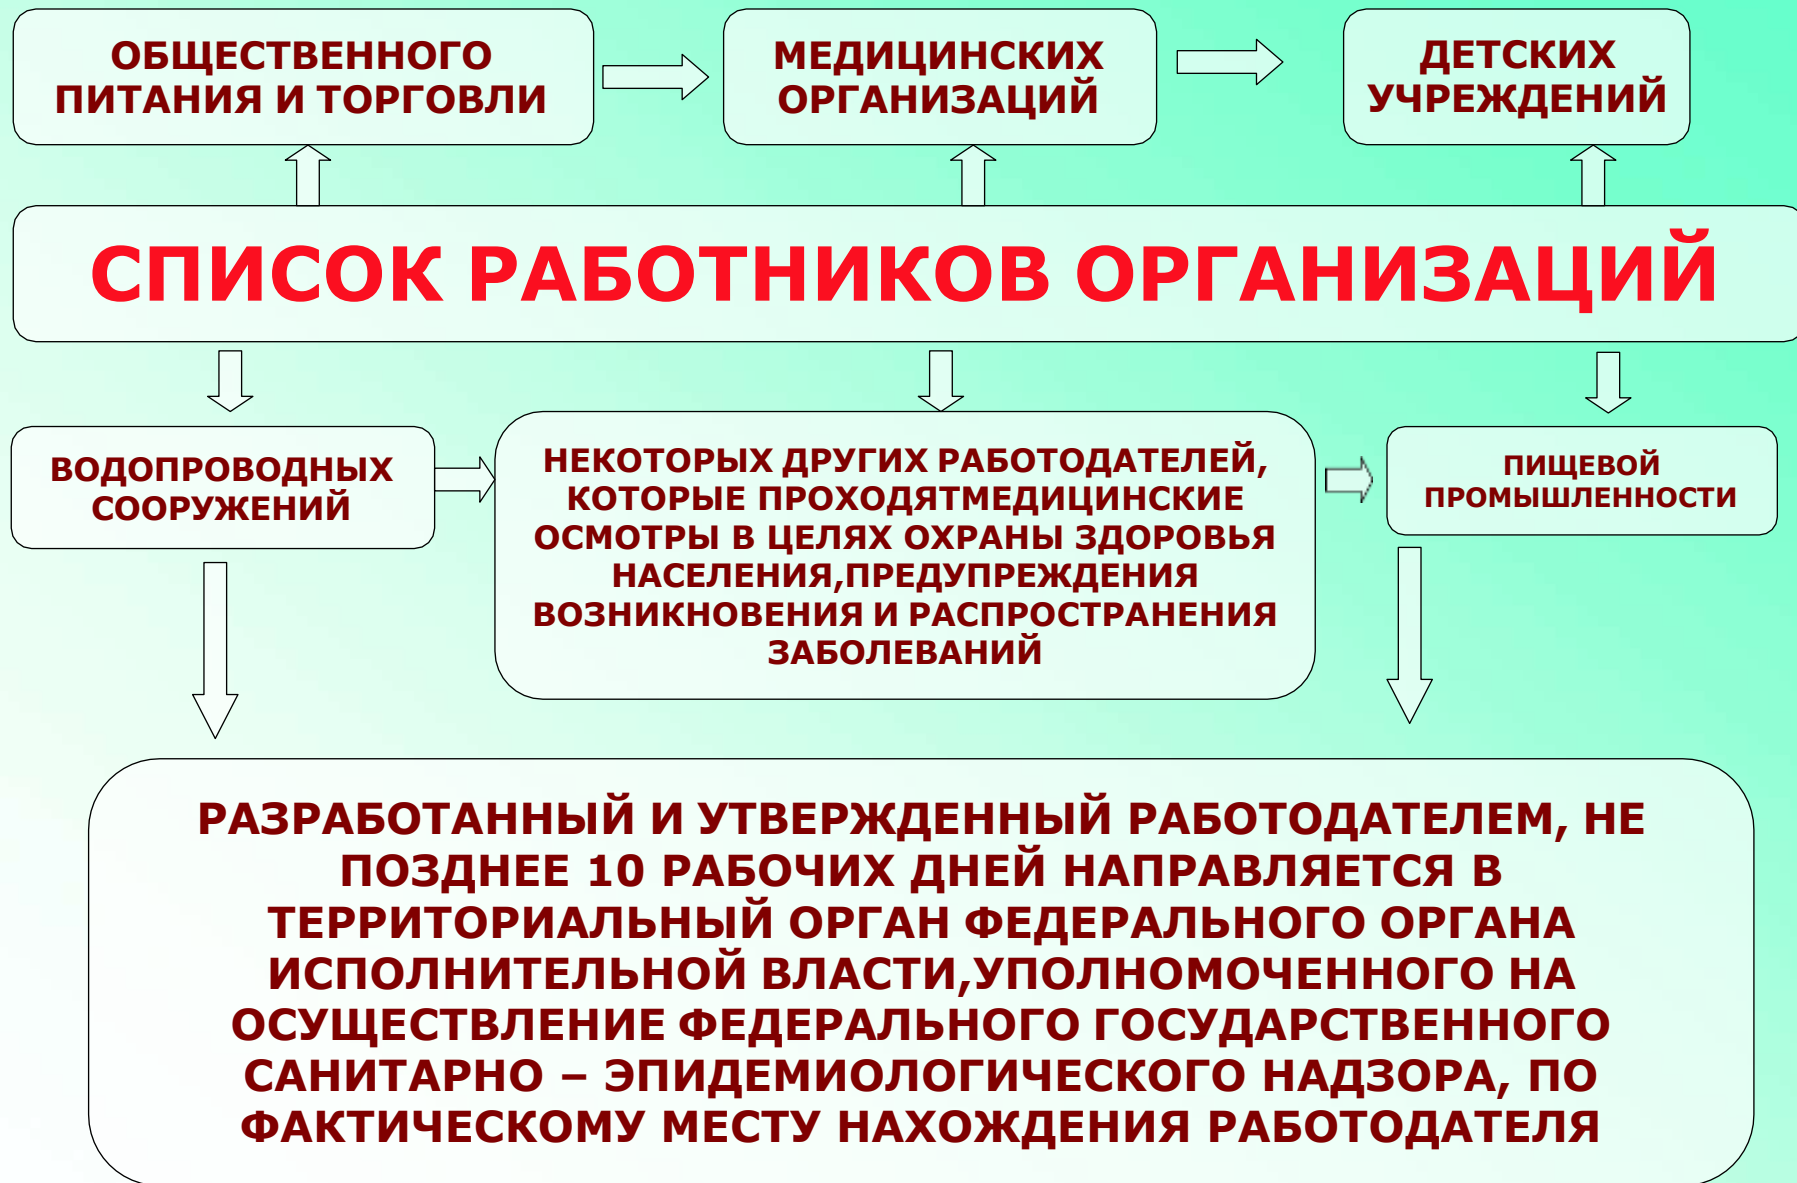 ОБЩЕСТВЕННОГО
ПИТАНИЯ И ТОРГОВЛИ
МЕДИЦИНСКИХ
ОРГАНИЗАЦИЙ
ДЕТСКИХ
УЧРЕЖДЕНИЙ
СПИСОК РАБОТНИКОВ ОРГАНИЗАЦИЙ
ВОДОПРОВОДНЫХ
СООРУЖЕНИЙ
НЕКОТОРЫХ ДРУГИХ РАБОТОДАТЕЛЕЙ,
КОТОРЫЕ ПРОХОДЯТМЕДИЦИНСКИЕ
ОСМОТРЫ В ЦЕЛЯХ ОХРАНЫ ЗДОРОВЬЯ
НАСЕЛЕНИЯ,ПРЕДУПРЕЖДЕНИЯ
ВОЗНИКНОВЕНИЯ И РАСПРОСТРАНЕНИЯ
ЗАБОЛЕВАНИЙ
ПИЩЕВОЙ
ПРОМЫШЛЕННОСТИ
РАЗРАБОТАННЫЙ И УТВЕРЖДЕННЫЙ РАБОТОДАТЕЛЕМ, НЕ
ПОЗДНЕЕ 10 РАБОЧИХ ДНЕЙ НАПРАВЛЯЕТСЯ В
ТЕРРИТОРИАЛЬНЫЙ ОРГАН ФЕДЕРАЛЬНОГО ОРГАНА
ИСПОЛНИТЕЛЬНОЙ ВЛАСТИ,УПОЛНОМОЧЕННОГО НА
ОСУЩЕСТВЛЕНИЕ ФЕДЕРАЛЬНОГО ГОСУДАРСТВЕННОГО
САНИТАРНО – ЭПИДЕМИОЛОГИЧЕСКОГО НАДЗОРА, ПО
ФАКТИЧЕСКОМУ МЕСТУ НАХОЖДЕНИЯ РАБОТОДАТЕЛЯ